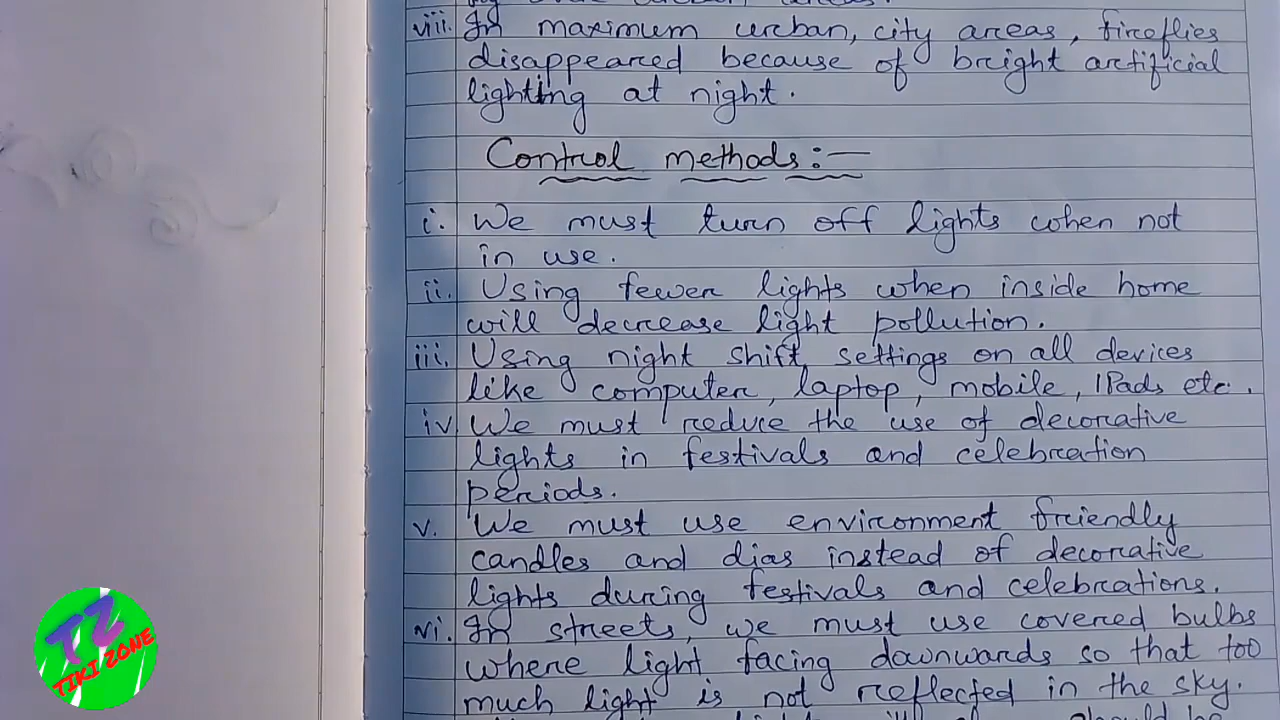 viii. In maximum urban, city areas, fireflies
disappeared because of bright artificial
lighting at night.
Control methods:—
i. We must turn off lights when not
in use.
ii. Using fewer lights when inside home
will decrease light pollution.
iii. Using night shift settings on all devices
like computer, laptop, mobile, IPads etc.
iv. We must reduce the use of decorative
lights in festivals and celebration
periods.
v. We must use environment friendly
candles and dias instead of decorative
lights during festivals and celebrations.
vi. In streets, we must use covered bulbs
where light facing downwards so that too
much light is not reflected in the sky.
TZ
TIKI ZONE